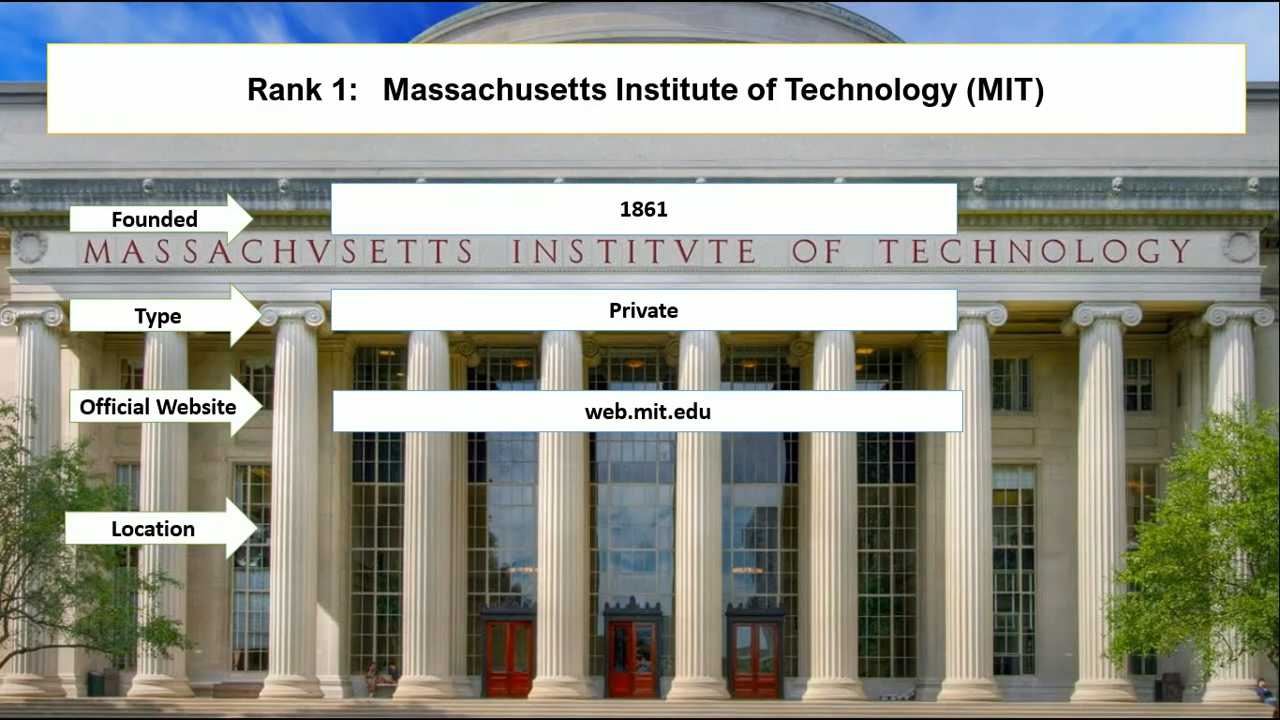 Rank 1: Massachusetts Institute of Technology (MIT)
Founded
1861
MASSACHVSETTS INSTITVTE OF TECHNOLOGY
Type
Private
Official Website
web.mit.edu
Location